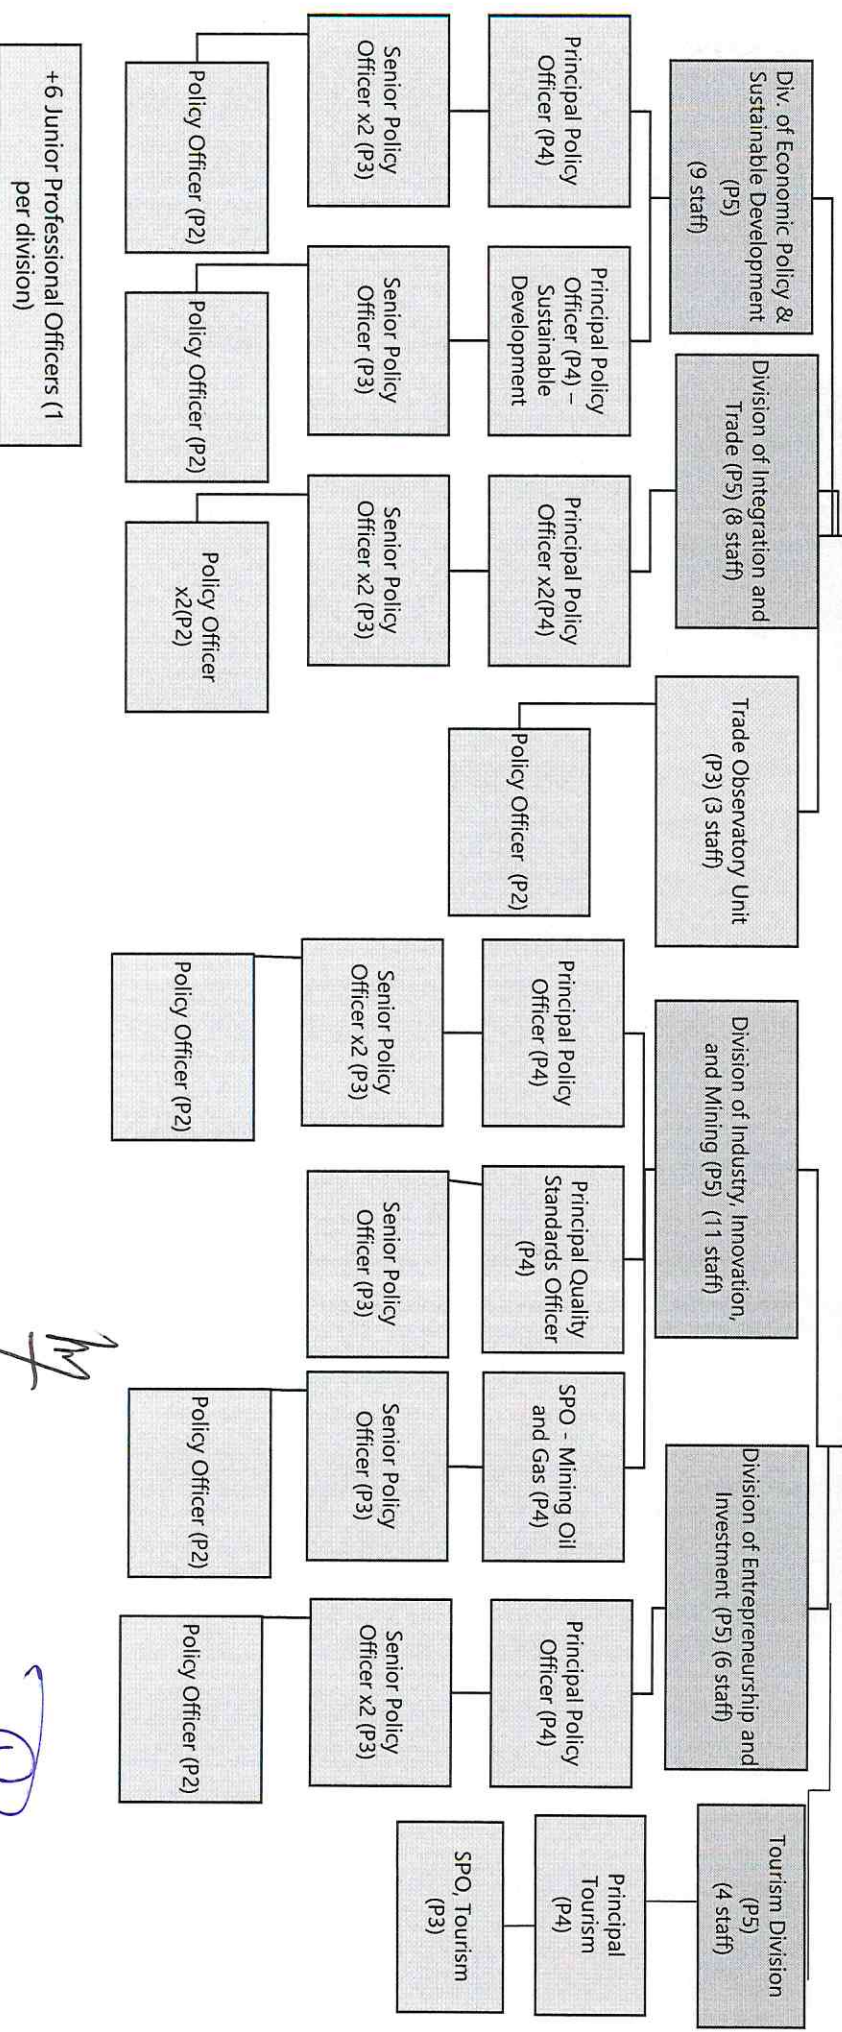 Div. of Economic Policy &
Sustainable Development
(P5)
(9 staff)
Principal Policy
Officer (P4)
Senior Policy
Officer x2 (P3)
Policy Officer (P2)
Principal Policy
Officer (P4) –
Sustainable
Development
Senior Policy
Officer (P3)
Policy Officer (P2)
Division of Integration and
Trade (P5) (8 staff)
Principal Policy
Officer x2(P4)
Senior Policy
Officer x2 (P3)
Policy Officer
x2(P2)
Trade Observatory Unit
(P3) (3 staff)
Policy Officer (P2)
Division of Industry, Innovation,
and Mining (P5) (11 staff)
Principal Policy
Officer (P4)
Senior Policy
Officer x2 (P3)
Policy Officer (P2)
Principal Quality
Standards Officer
(P4)
Senior Policy
Officer (P3)
SPO - Mining Oil
and Gas (P4)
Senior Policy
Officer (P3)
Policy Officer (P2)
Division of Entrepreneurship and
Investment (P5) (6 staff)
Principal Policy
Officer (P4)
Senior Policy
Officer x2 (P3)
Policy Officer (P2)
Tourism Division
(P5)
(4 staff)
Principal
Tourism
(P4)
SPO, Tourism
(P3)
+6 Junior Professional Officers (1
per division)